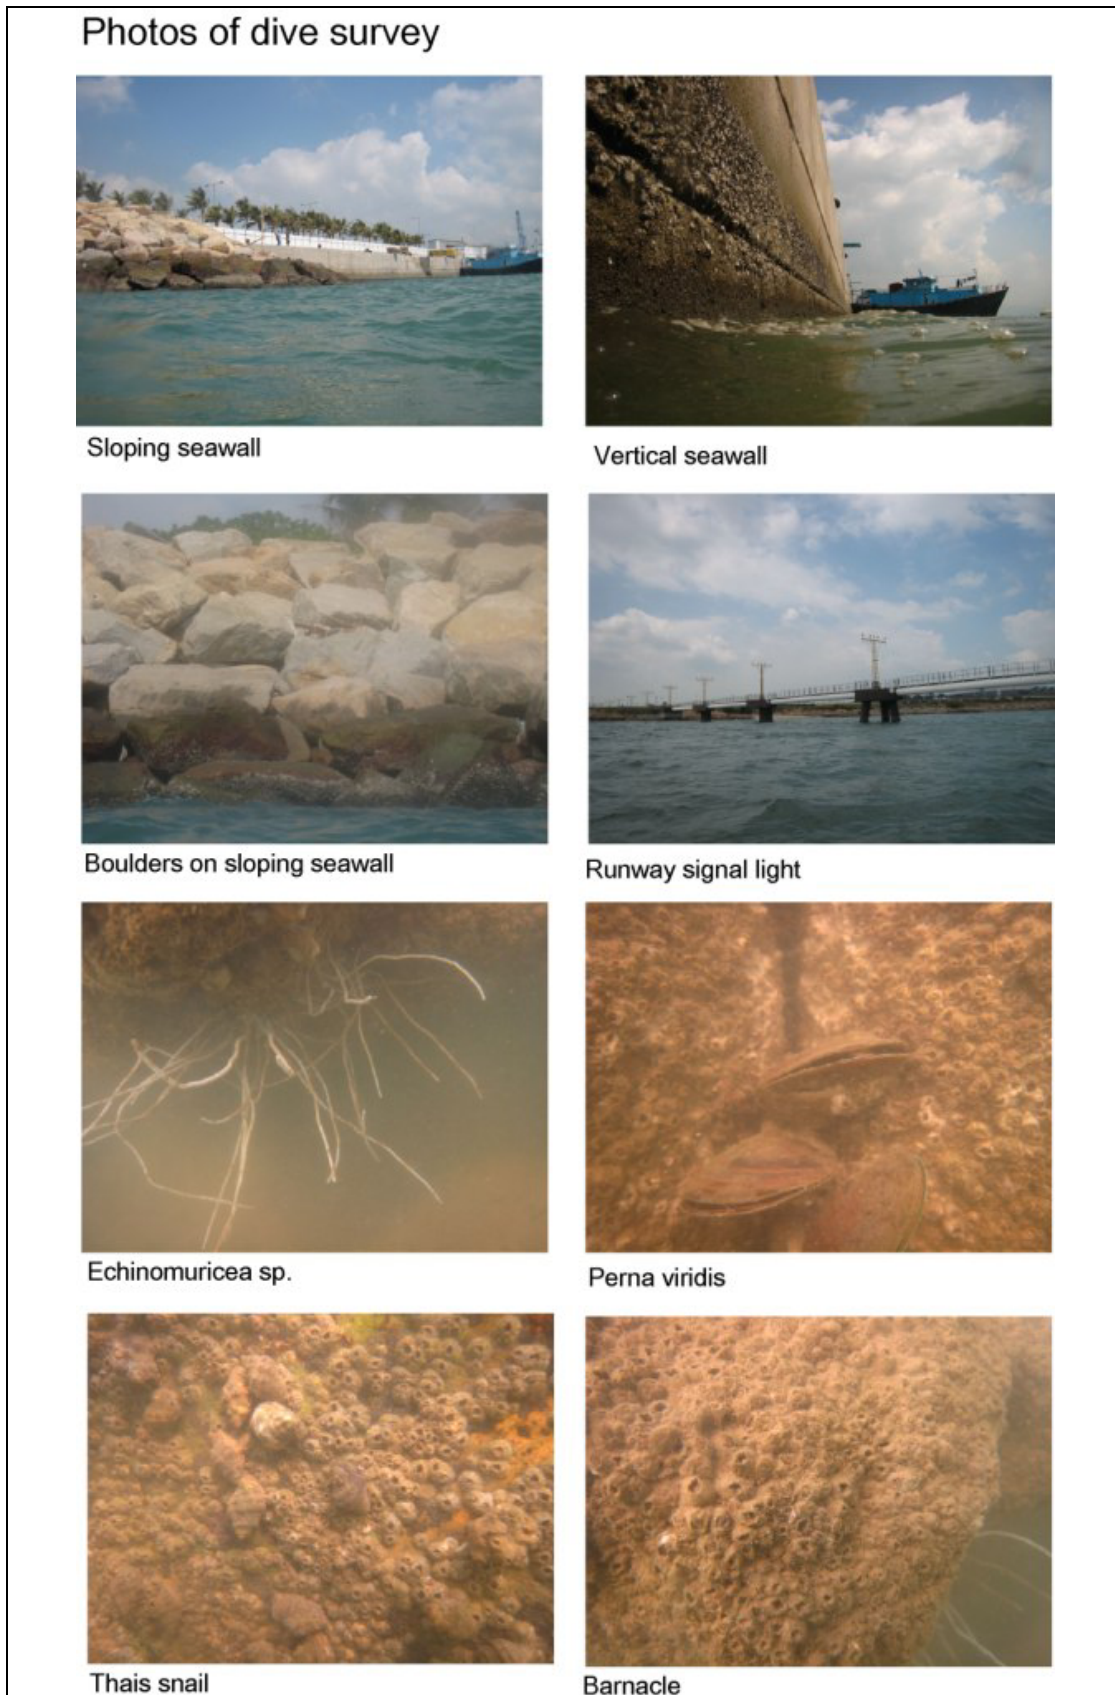 Photos of dive survey
Sloping seawall
Vertical seawall
Boulders on sloping seawall
Runway signal light
Echinomuricea sp.
Perna viridis
Thais snail
Barnacle